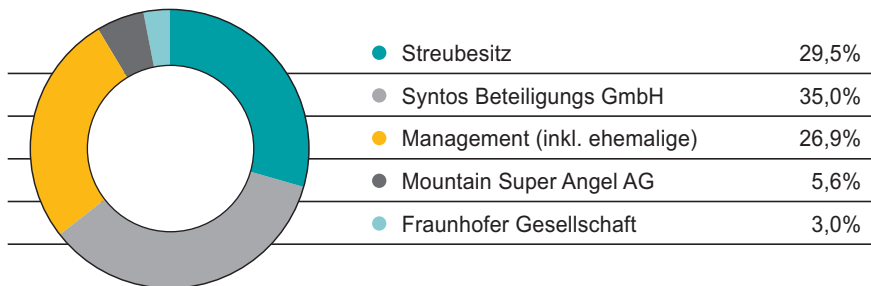 Streubesitz 29,5%
Syntos Beteiligungs GmbH 35,0%
Management (inkl. ehemalige) 26,9%
Mountain Super Angel AG 5,6%
Fraunhofer Gesellschaft 3,0%